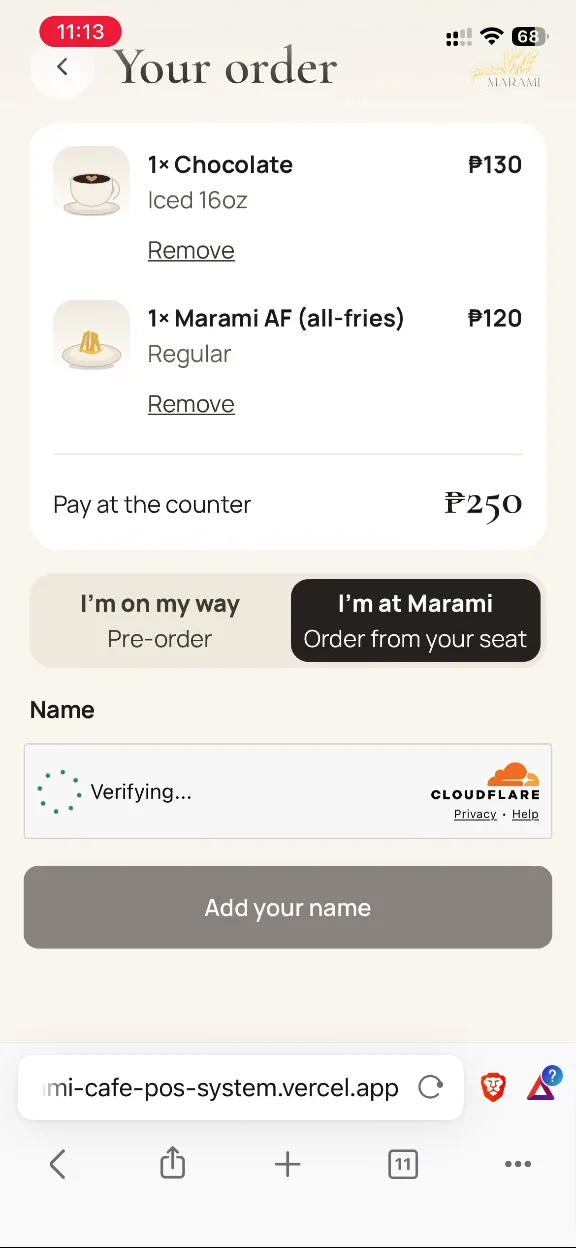 11:13
68
Your order
MARAMI
1× Chocolate
₱130
Iced 16oz
Remove
1× Marami AF (all-fries)
₱120
Regular
Remove
Pay at the counter
₱250
I'm on my way
Pre-order
I'm at Marami
Order from your seat
Name
Verifying...
CLOUDFLARE
Privacy • Help
Add your name
mi-cafe-pos-system.vercel.app
?
11